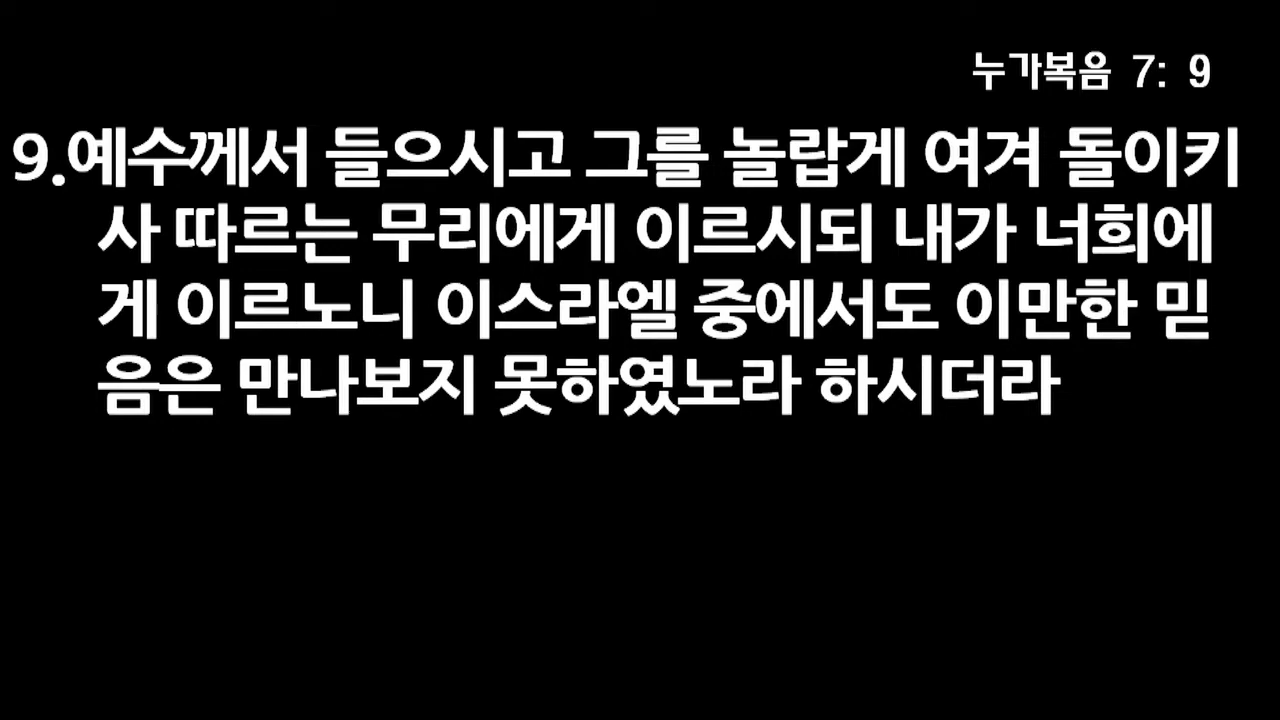 누가복음 7: 9
9.예수께서 들으시고 그를 놀랍게 여겨 돌이키
사 따르는 무리에게 이르시되 내가 너희에
게 이르노니 이스라엘 중에서도 이만한 믿
음은 만나보지 못하였노라 하시더라